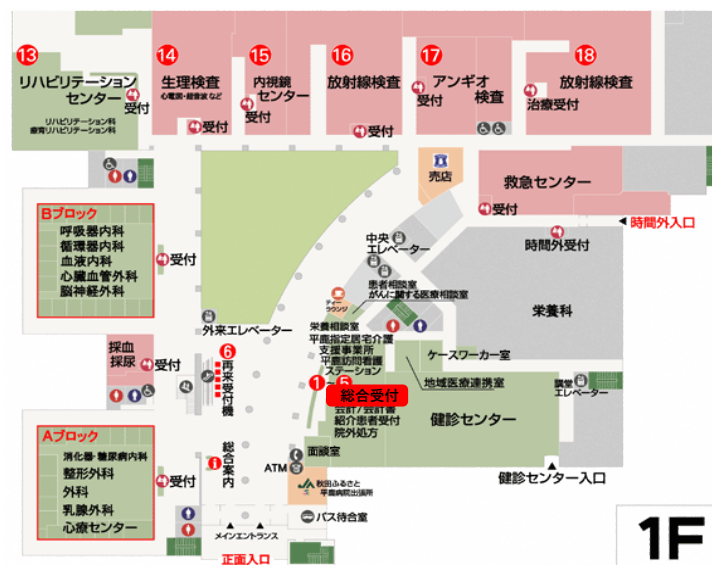 13
リハビリテーション
センター
リハビリテーション科
療育リハビリテーション科
受付
14
生理検査
心電図・超音波など
受付
15
内視鏡
センター
受付
16
放射線検査
受付
17
アンギオ
検査
受付
18
放射線検査
治療受付
売店
救急センター
受付
時間外入口
時間外受付
Bブロック
呼吸器内科
循環器内科
血液内科
心臓血管外科
脳神経外科
受付
中央
エレベーター
患者相談室
がんに関する医療相談室
ティー
ラウンジ
栄養科
外来エレベーター
栄養相談室
平鹿指定居宅介護
支援事業所
平鹿訪問看護
ステーション
ケースワーカー室
地域医療連携室
講堂
エレベーター
採血
採尿
受付
6
再来受付機
1
~
5
総合受付
会計/会計書
紹介患者受付
院外処方
健診センター
健診センター入口
Aブロック
消化器・糖尿病内科
整形外科
外科
乳腺外科
心療センター
受付
総合案内
面談室
ATM
JA
秋田ふるさと
平鹿病院出張所
バス待合室
メインエントランス
正面入口
1F